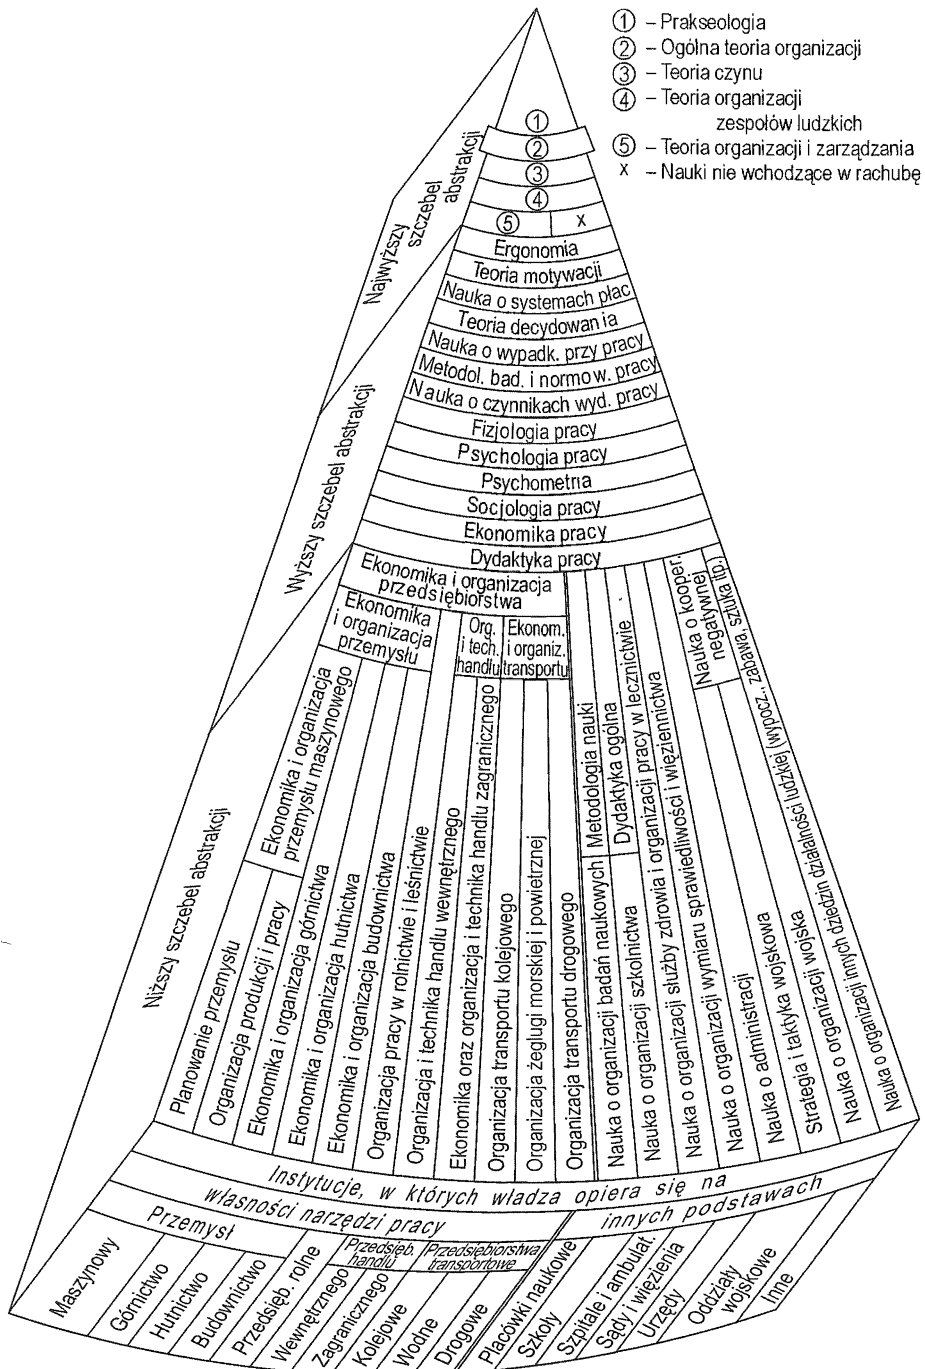 ① – Prakseologia
② – Ogólna teoria organizacji
③ – Teoria czynu
④ – Teoria organizacji
zespołów ludzkich
⑤ – Teoria organizacji i zarządzania
x – Nauki nie wchodzące w rachubę
①
②
③
④
⑤ x
Najwyższy
szczebel
abstrakcji
Wyższy szczebel abstrakcji
Niższy szczebel abstrakcji
Ergonomia
Teoria motywacji
Nauka o systemach płac
Teoria decydowania
Nauka o wypadk. przy pracy
Metodol. bad. i normow. pracy
Nauka o czynnikach wyd. pracy
Fizjologia pracy
Psychologia pracy
Psychometria
Socjologia pracy
Ekonomika pracy
Dydaktyka pracy
Ekonomika i organizacja
przedsiębiorstwa
Ekonomika
i organizacja
przemysłu
Org.
i tech.
handlu
Ekonom.
i organiz.
transportu
Ekonomika i organizacja
przemysłu maszynowego
Planowanie przemysłu
Organizacja produkcji i pracy
Ekonomika i organizacja górnictwa
Ekonomika i organizacja hutnictwa
Ekonomika i organizacja budownictwa
Organizacja pracy w rolnictwie i leśnictwie
Organizacja i technika handlu wewnętrznego
Ekonomika oraz organizacja i technika handlu zagranicznego
Organizacja transportu kolejowego
Organizacja żeglugi morskiej i powietrznej
Organizacja transportu drogowego
Metodologia nauki
Nauka o organizacji badań naukowych
Dydaktyka ogólna
Nauka o organizacji szkolnictwa
Nauka o organizacji służby zdrowia i organizacji pracy w lecznictwie
Nauka o organizacji wymiaru sprawiedliwości i więziennictwa
Nauka o administracji
Nauka o kooper.
negatywnej
Strategia i taktyka wojskowa
Nauka o organizacji wojska
Nauka o organizacji innych dziedzin działalności ludzkiej (wypocz., zabawa, sztuka itp.)
Instytucje, w których władza opiera się na
własności narzędzi pracy
innych podstawach
Przemysł
Przedsięb.
handlu
Przedsiębiorstwa
transportowe
Maszynowy
Górnictwo
Hutnictwo
Budownictwo
Przedsięb. rolne
Wewnętrznego
Zagranicznego
Kolejowe
Wodne
Drogowe
Placówki naukowe
Szkoły
Szpitale i ambulat.
Sądy i więzienia
Urzędy
Oddziały
wojskowe
Inne